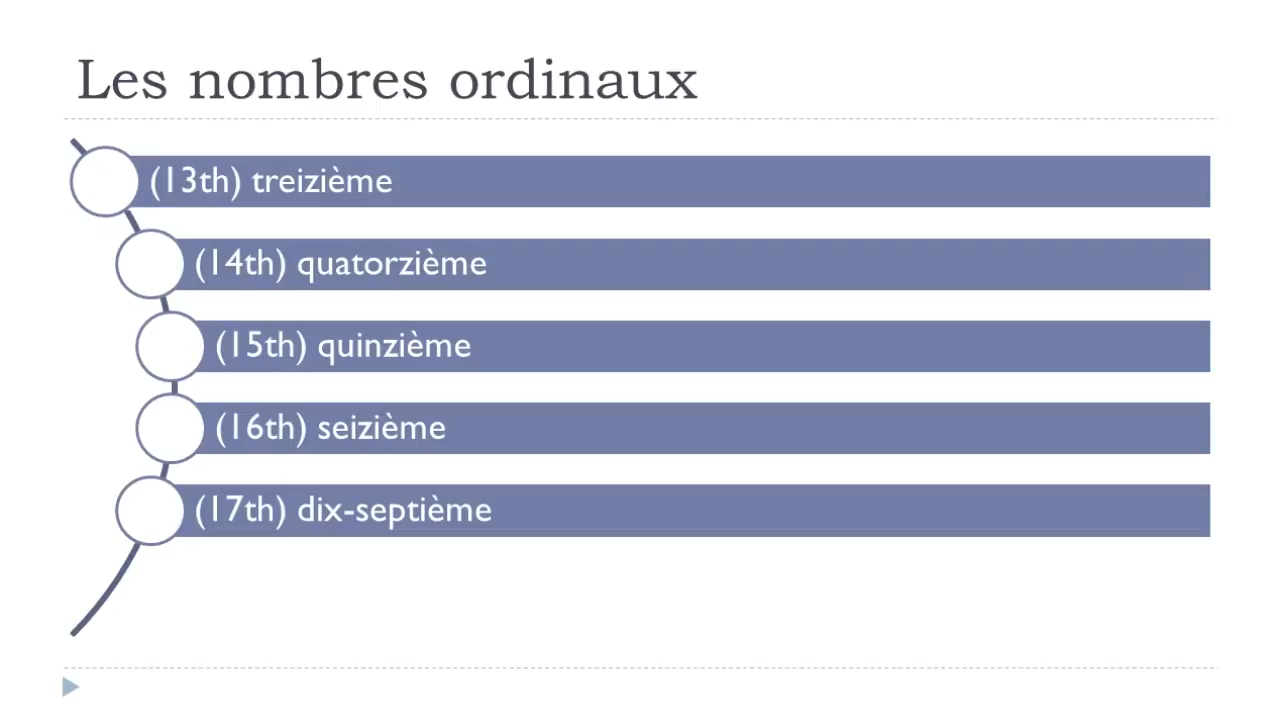 Les nombres ordinaux
(13th) treizième
(14th) quatorzième
(15th) quinzième
(16th) seizième
(17th) dix-septième